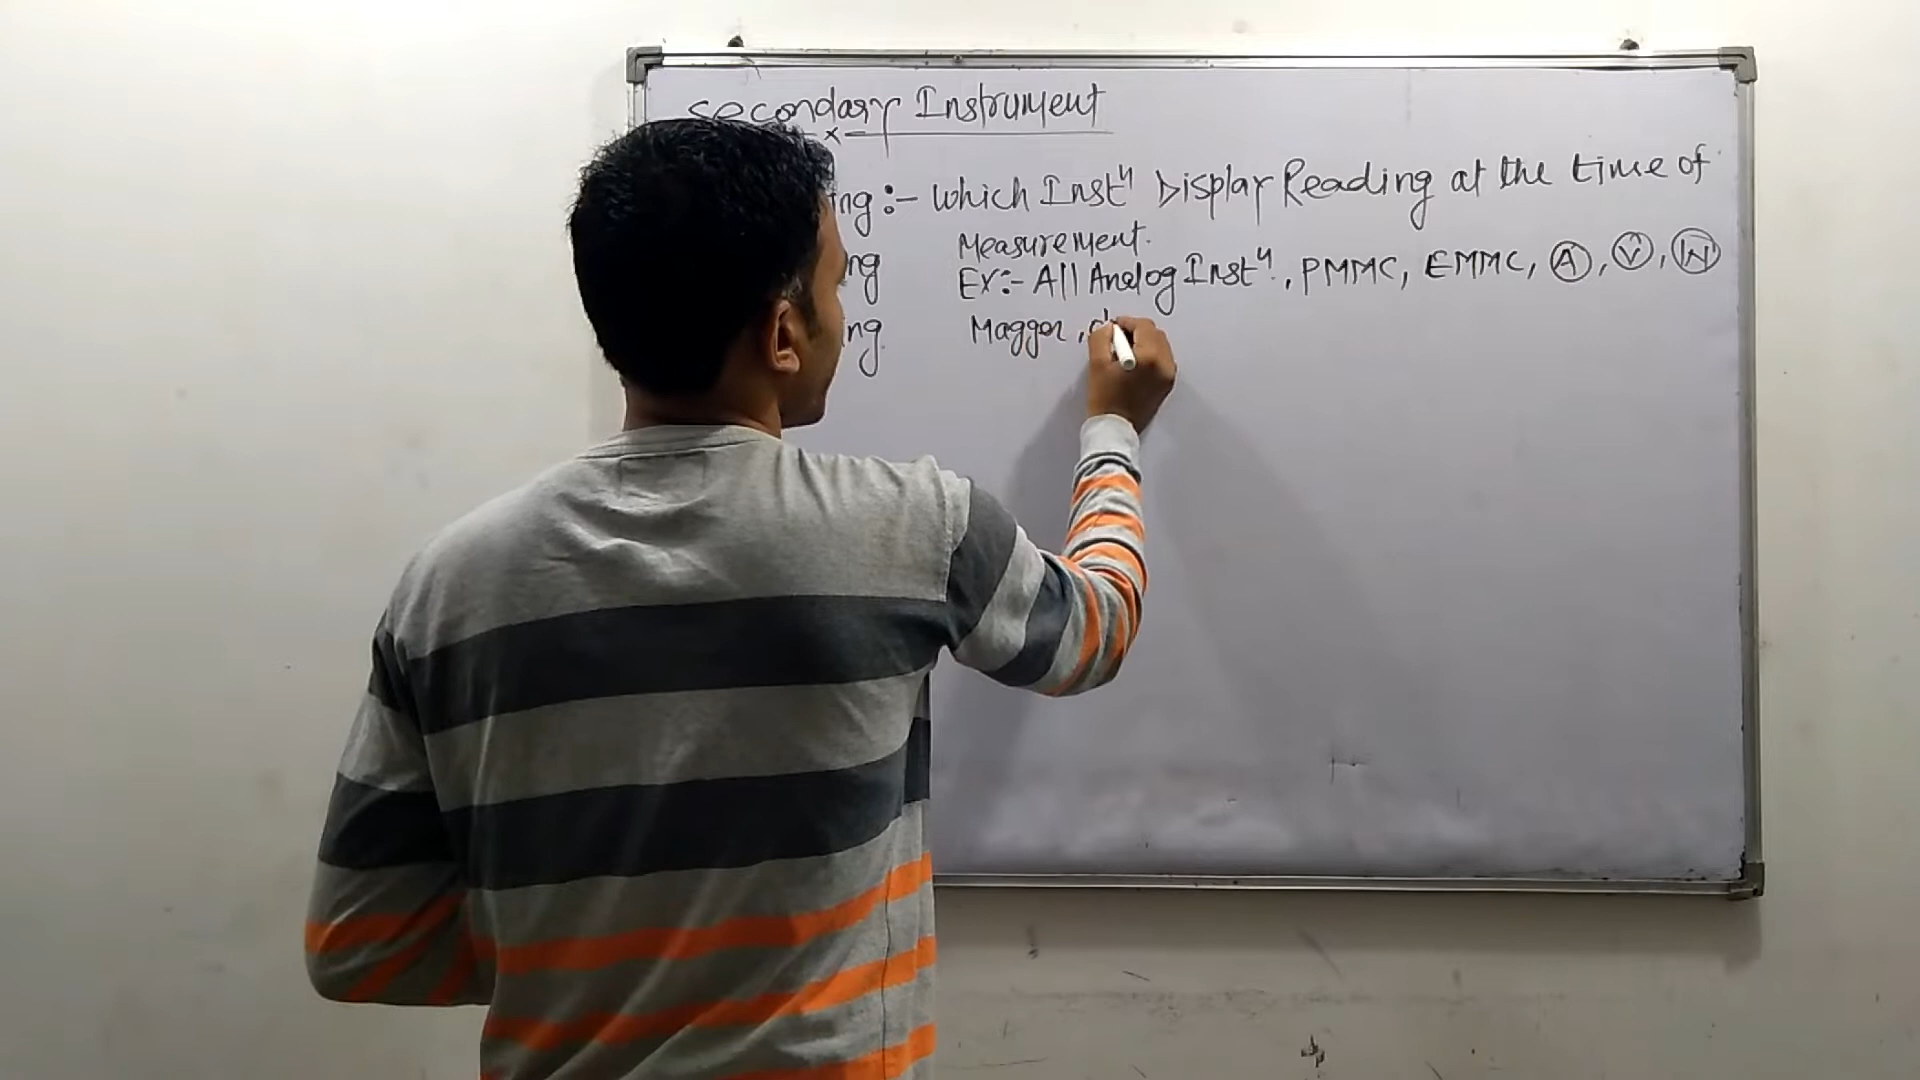 Secondary Instrument
ing :- Which Instⁿ Display Reading at the time of
ng Measurement.
Ex:- All Analog Instⁿ., PMMC, EMMC, Ⓐ, Ⓥ, Ⓦ
ing. Magger,